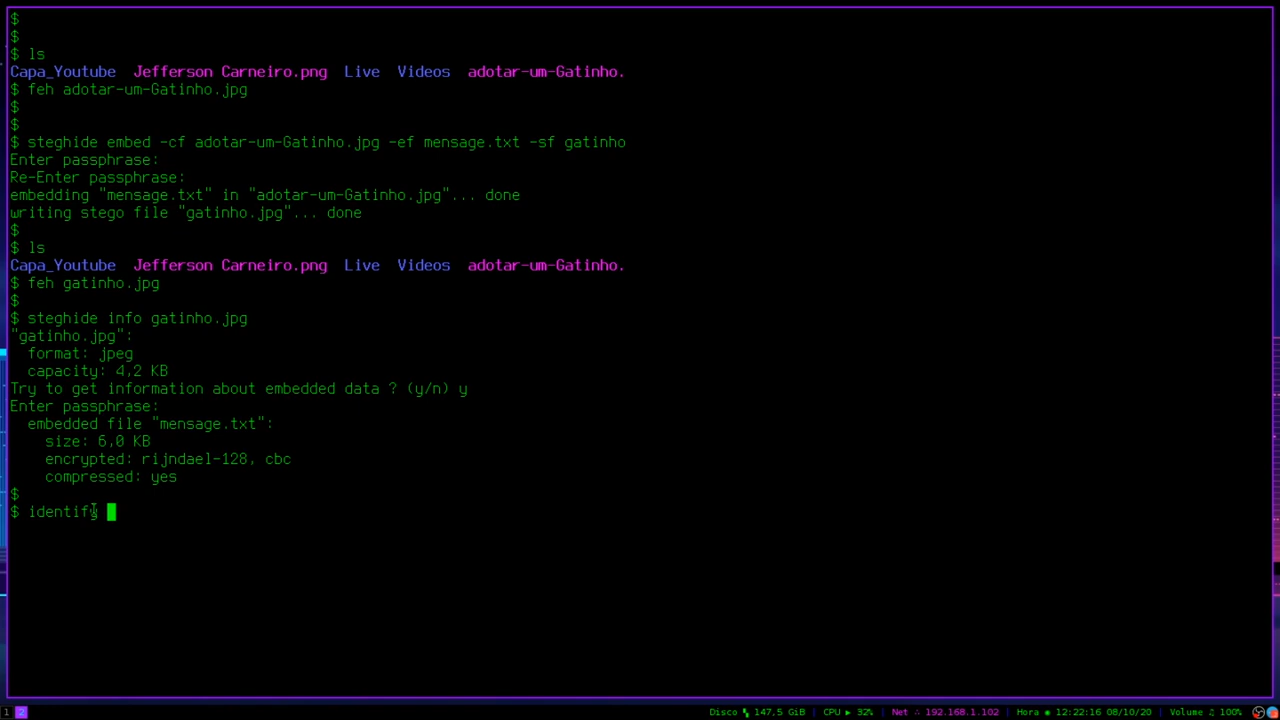 $
$
$ ls
Capa_Youtube  Jefferson Carneiro.png  Live  Videos  adotar-um-Gatinho.
$ feh adotar-um-Gatinho.jpg
$
$
$ steghide embed -cf adotar-um-Gatinho.jpg -ef mensage.txt -sf gatinho
Enter passphrase:
Re-Enter passphrase:
embedding "mensage.txt" in "adotar-um-Gatinho.jpg"... done
writing stego file "gatinho.jpg"... done
$
$ ls
Capa_Youtube  Jefferson Carneiro.png  Live  Videos  adotar-um-Gatinho.
$ feh gatinho.jpg
$
$ steghide info gatinho.jpg
"gatinho.jpg":
  format: jpeg
  capacity: 4,2 KB
Try to get information about embedded data ? (y/n) y
Enter passphrase:
  embedded file "mensage.txt":
    size: 6,0 KB
    encrypted: rijndael-128, cbc
    compressed: yes
$
$ identify
1 2 Disco 147,5 GiB | CPU ▶ 32% | Net 192.168.1.102 | Hora 12:22:16 08/10/20 | Volume ♫ 100%